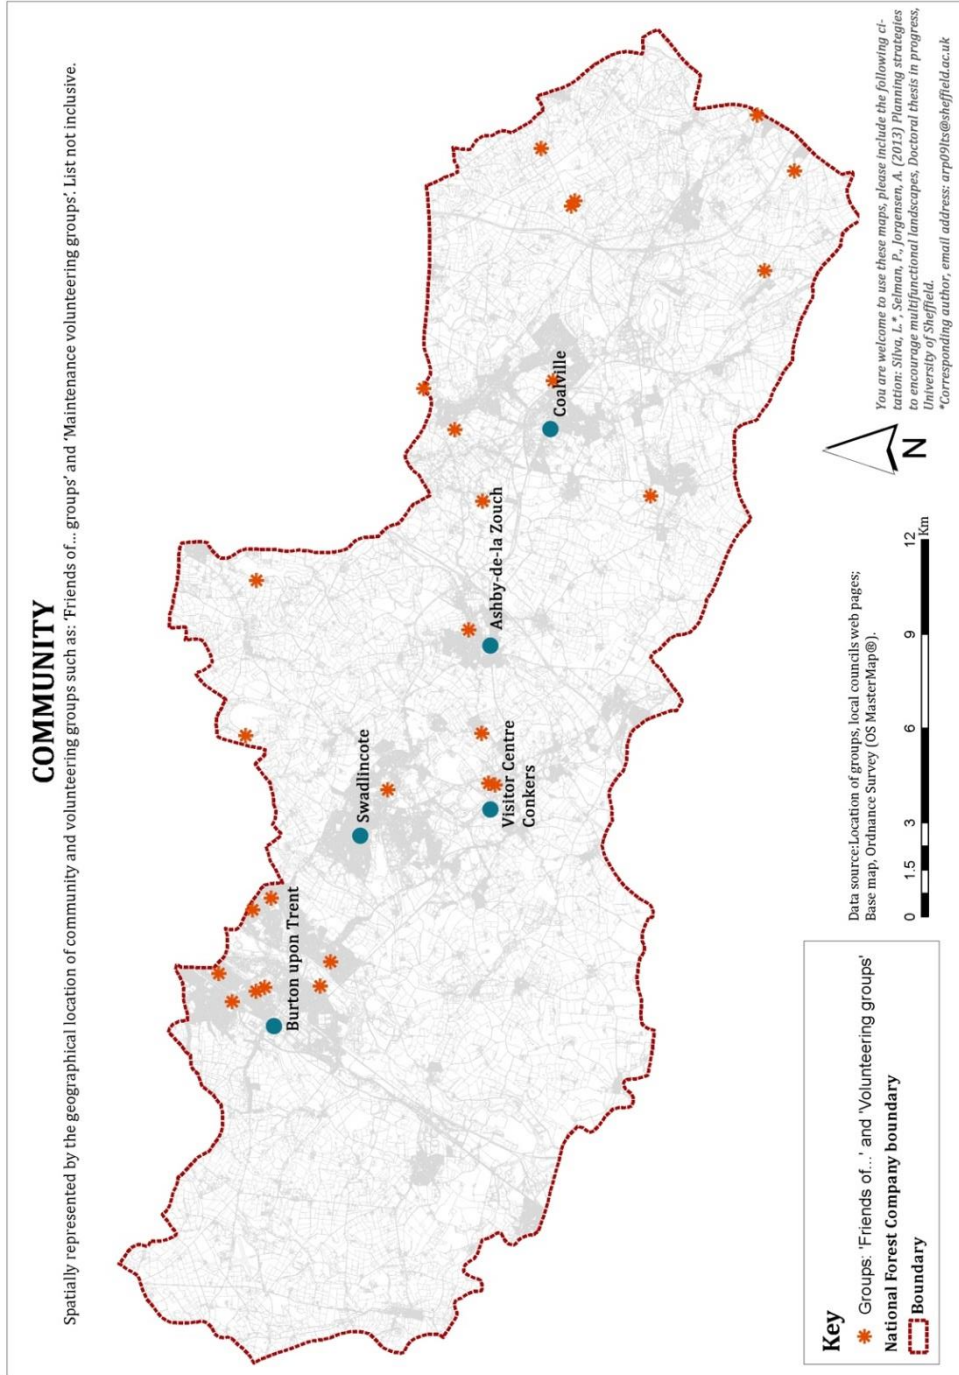 COMMUNITY
Spatially represented by the geographical location of community and volunteering groups such as: 'Friends of... groups' and 'Maintenance volunteering groups'. List not inclusive.
Burton upon Trent
Swadlincote
Visitor Centre
Conkers
Ashby-de-la Zouch
Coalville
Key
Groups: 'Friends of...' and 'Volunteering groups'
National Forest Company boundary
Boundary
Data source:Location of groups, local councils web pages;
Base map, Ordnance Survey (OS MasterMap®).
0 1.5 3 6 9 12
Km
N
You are welcome to use these maps, please include the following ci-
tation: Silva, L.*, Selman, P., Jorgensen, A. (2013) Planning strategies
to encourage multifunctional landscapes, Doctoral thesis in progress,
University of Sheffield.
*Corresponding author, email address: arp09lts@sheffield.ac.uk